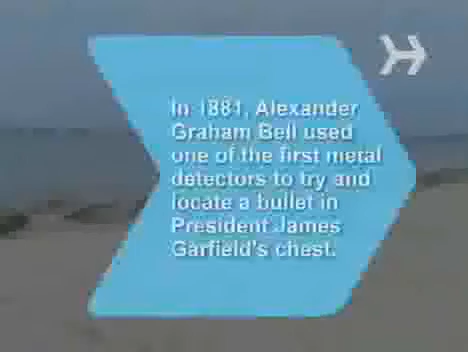 In 1881, Alexander
Graham Bell used
one of the first metal
detectors to try and
locate a bullet in
President James
Garfield's chest.